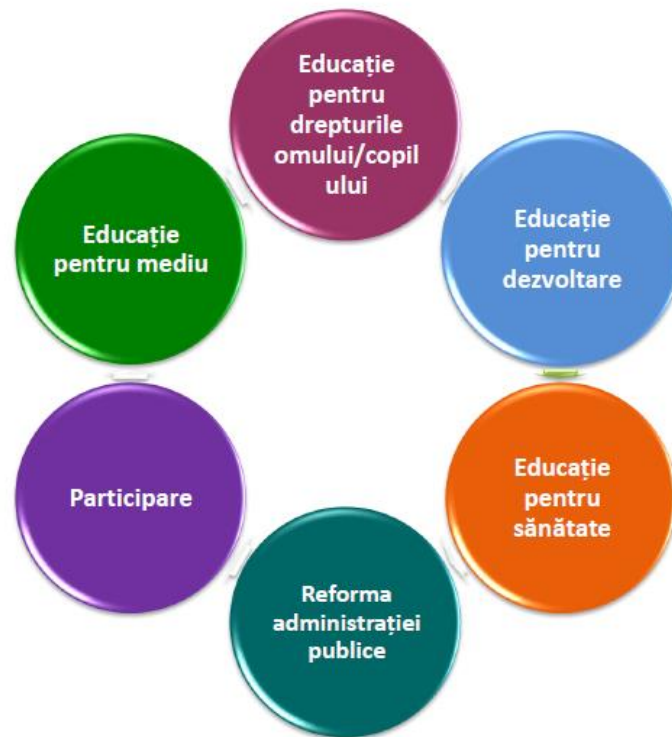 Educație
pentru
drepturile
omului/copil
ului
Educație
pentru
dezvoltare
Educație
pentru
sănătate
Reforma
administrației
publice
Participare
Educație
pentru mediu